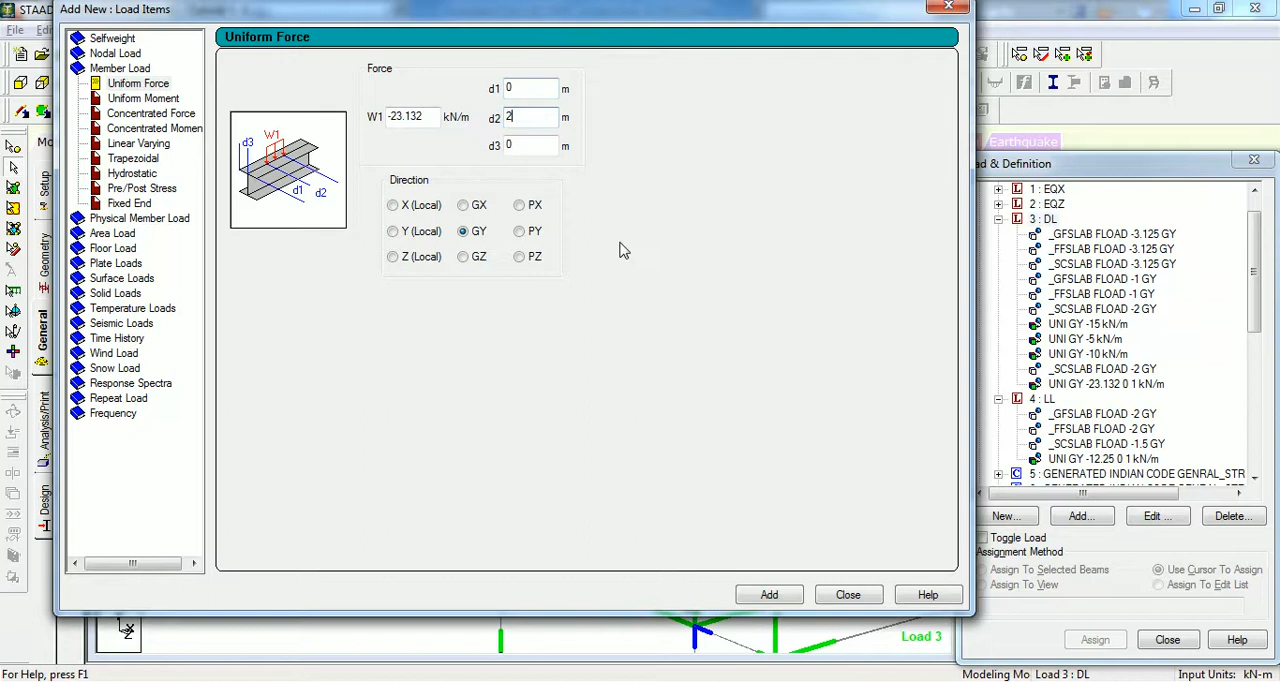 STAAD
Add New : Load Items
File
Selfweight
Nodal Load
Member Load
Uniform Force
Uniform Moment
Concentrated Force
Concentrated Momen
Linear Varying
Trapezoidal
Hydrostatic
Pre/Post Stress
Fixed End
Physical Member Load
Area Load
Floor Load
Plate Loads
Surface Loads
Solid Loads
Temperature Loads
Seismic Loads
Time History
Wind Load
Snow Load
Response Spectra
Repeat Load
Frequency
Uniform Force
Force
d1 0 m
W1 -23.132 kN/m
d2 2 m
d3 0 m
W1
d3
d1
d2
Direction
X (Local) GX PX
Y (Local) GY PY
Z (Local) GZ PZ
Add Close Help
Mo
Setup
Geometry
General
Analysis/Print
Design
/Earthquake
ad & Definition
1 : EQX
2 : EQZ
3 : DL
_GFSLAB FLOAD -3.125 GY
_FFSLAB FLOAD -3.125 GY
_SCSLAB FLOAD -3.125 GY
_GFSLAB FLOAD -1 GY
_FFSLAB FLOAD -1 GY
_SCSLAB FLOAD -2 GY
UNI GY -15 kN/m
UNI GY -5 kN/m
UNI GY -10 kN/m
_SCSLAB FLOAD -2 GY
UNI GY -23.132 0 1 kN/m
4 : LL
_GFSLAB FLOAD -2 GY
_FFSLAB FLOAD -2 GY
_SCSLAB FLOAD -1.5 GY
UNI GY -12.25 0 1 kN/m
5 : GENERATED INDIAN CODE GENRAL_STR
New... Add... Edit ... Delete...
Toggle Load
Assignment Method
Assign To Selected Beams Use Cursor To Assign
Assign To View Assign To Edit List
Assign Close Help
X
Z
Load 3
For Help, press F1
Modeling Mo Load 3 : DL Input Units: kN-m